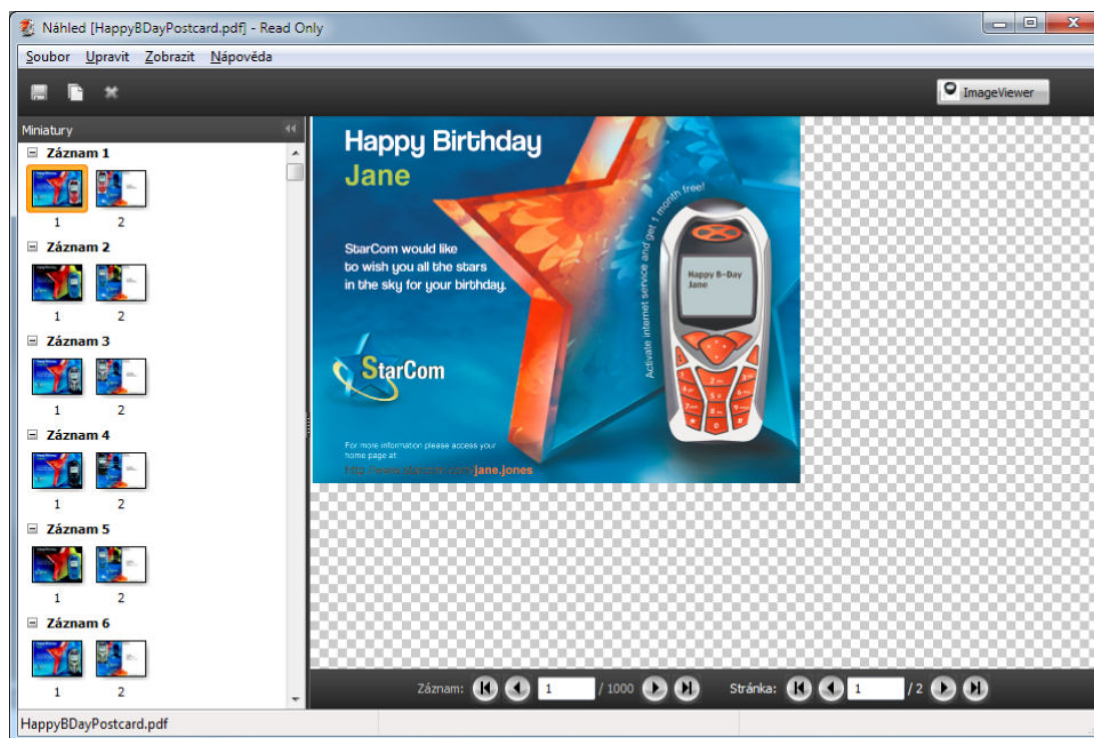 Náhled [HappyBDayPostcard.pdf] - Read Only
Soubor Upravit Zobrazit Nápověda
ImageViewer
Miniatury
Záznam 1
1 2
Záznam 2
1 2
Záznam 3
1 2
Záznam 4
1 2
Záznam 5
1 2
Záznam 6
1 2
Happy Birthday
Jane
StarCom would like
to wish you all the stars
in the sky for your birthday.
StarCom
For more information please access your
home page at
jane.jones
Activate internet service and get 1 month free!
Happy B-Day
Jane
Záznam: 1 / 1000 Stránka: 1 / 2
HappyBDayPostcard.pdf